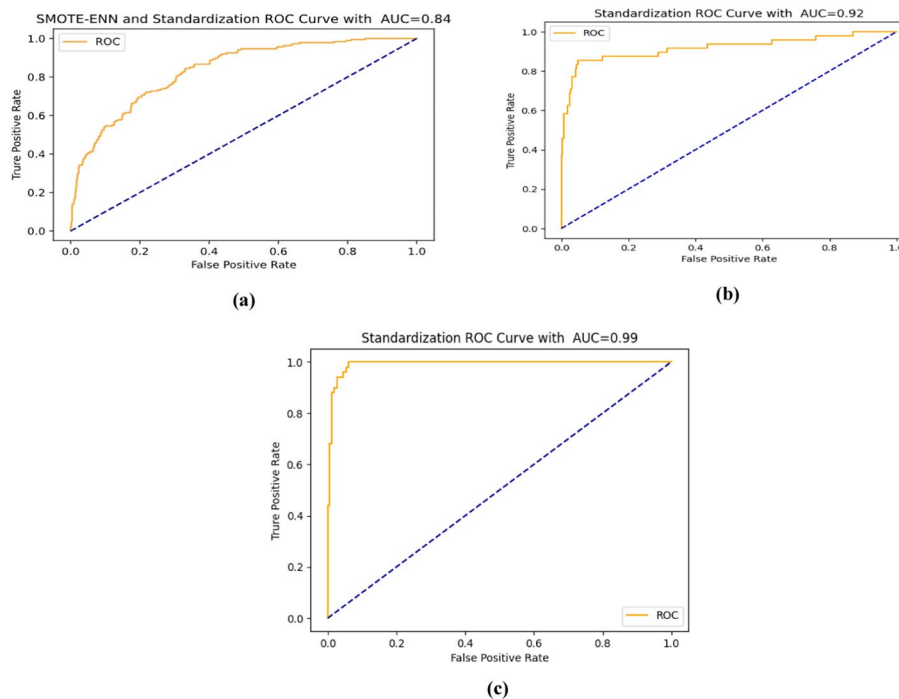 SMOTE-ENN and Standardization ROC Curve with AUC=0.84
ROC
1.0
0.8
0.6
0.4
0.2
0.0
Trure Positive Rate
0.0 0.2 0.4 0.6 0.8 1.0
False Positive Rate
(a)
Standardization ROC Curve with AUC=0.92
ROC
1.0
0.8
0.6
0.4
0.2
0.0
Trure Positive Rate
0.0 0.2 0.4 0.6 0.8 1.0
False Positive Rate
(b)
Standardization ROC Curve with AUC=0.99
1.0
0.8
0.6
0.4
0.2
0.0
Trure Positive Rate
ROC
0.0 0.2 0.4 0.6 0.8 1.0
False Positive Rate
(c)